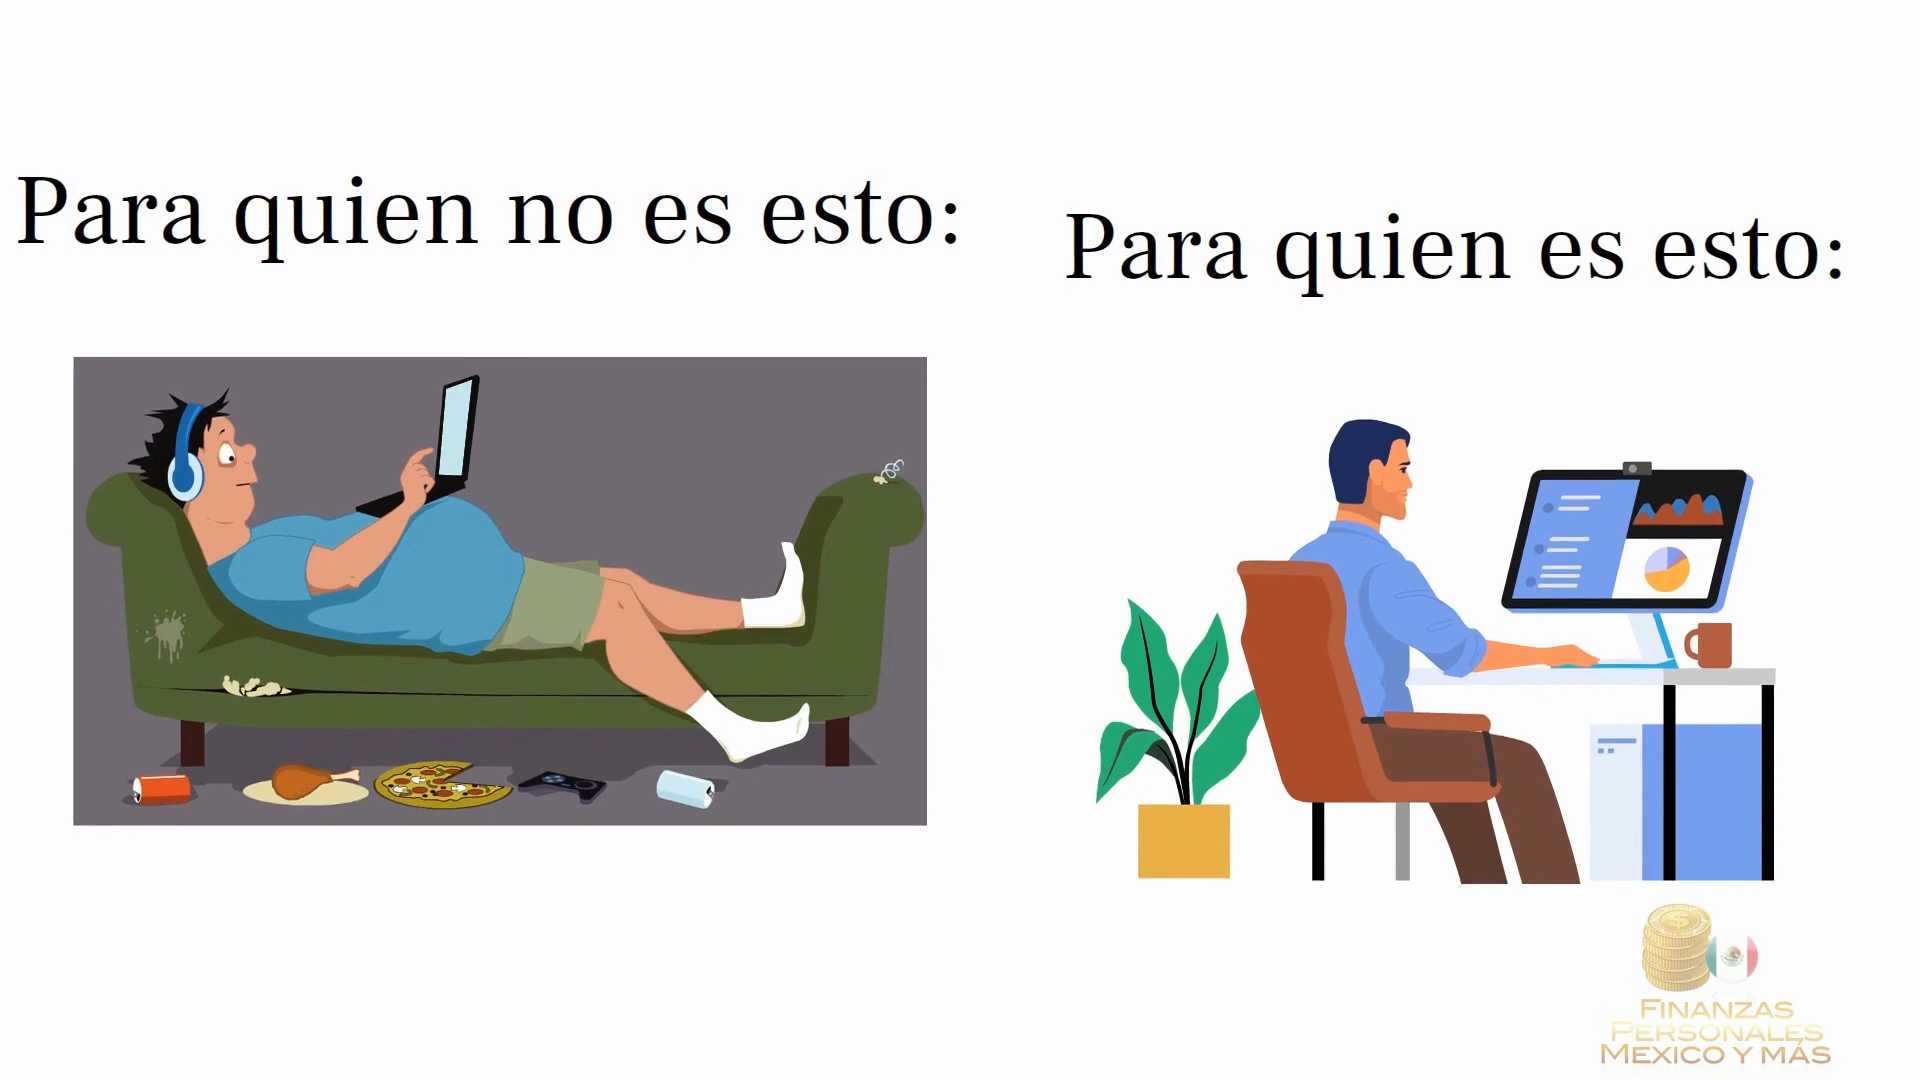 Para quien no es esto:
Para quien es esto:
FINANZAS
PERSONALES
MEXICO Y MÁS